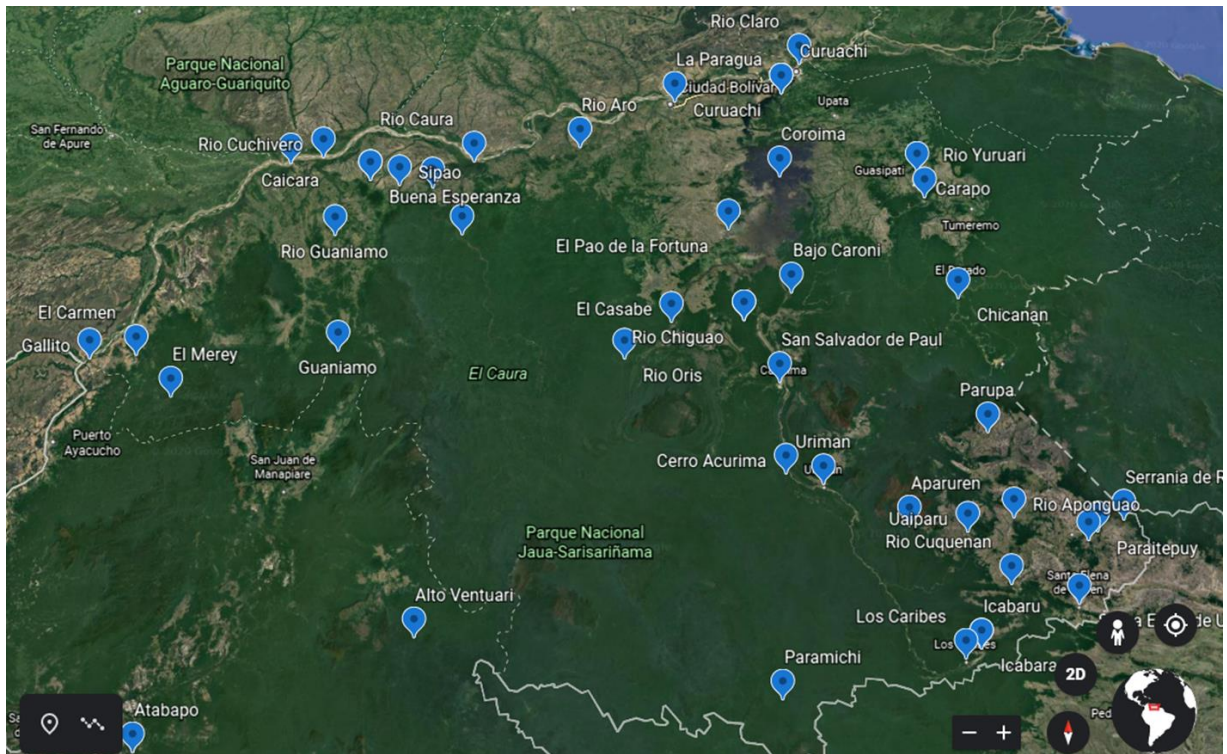 Rio Claro
Curuachi
Parque Nacional
Aguaro-Guariquito
La Paragua
Ciudad Bolívar
Upata
Curuachi
Rio Aro
San Fernando
de Apure
Rio Caura
Rio Cuchivero
Coroima
Rio Yuruari
Guasipati
Caicara
Sipao
Carapo
Buena Esperanza
Tumeremo
El Pao de la Fortuna
Rio Guaniamo
Bajo Caroni
El Carmen
El Casabe
Chicanan
Gallito
El Merey
Guaniamo
Rio Chiguao
San Salvador de Paul
El Caura
Rio Oris
Parupa
Puerto
Ayacucho
San Juan de
Manapiare
Uriman
Cerro Acurima
Aparuren
Serrania de R
Rio Aponguao
Uaiparu
Rio Cuquenan
Paraitepuy
Parque Nacional
Jaua-Sarisariñama
Alto Ventuari
Los Caribes
Icabaru
Paramichi
Icabara
2D
Atabapo